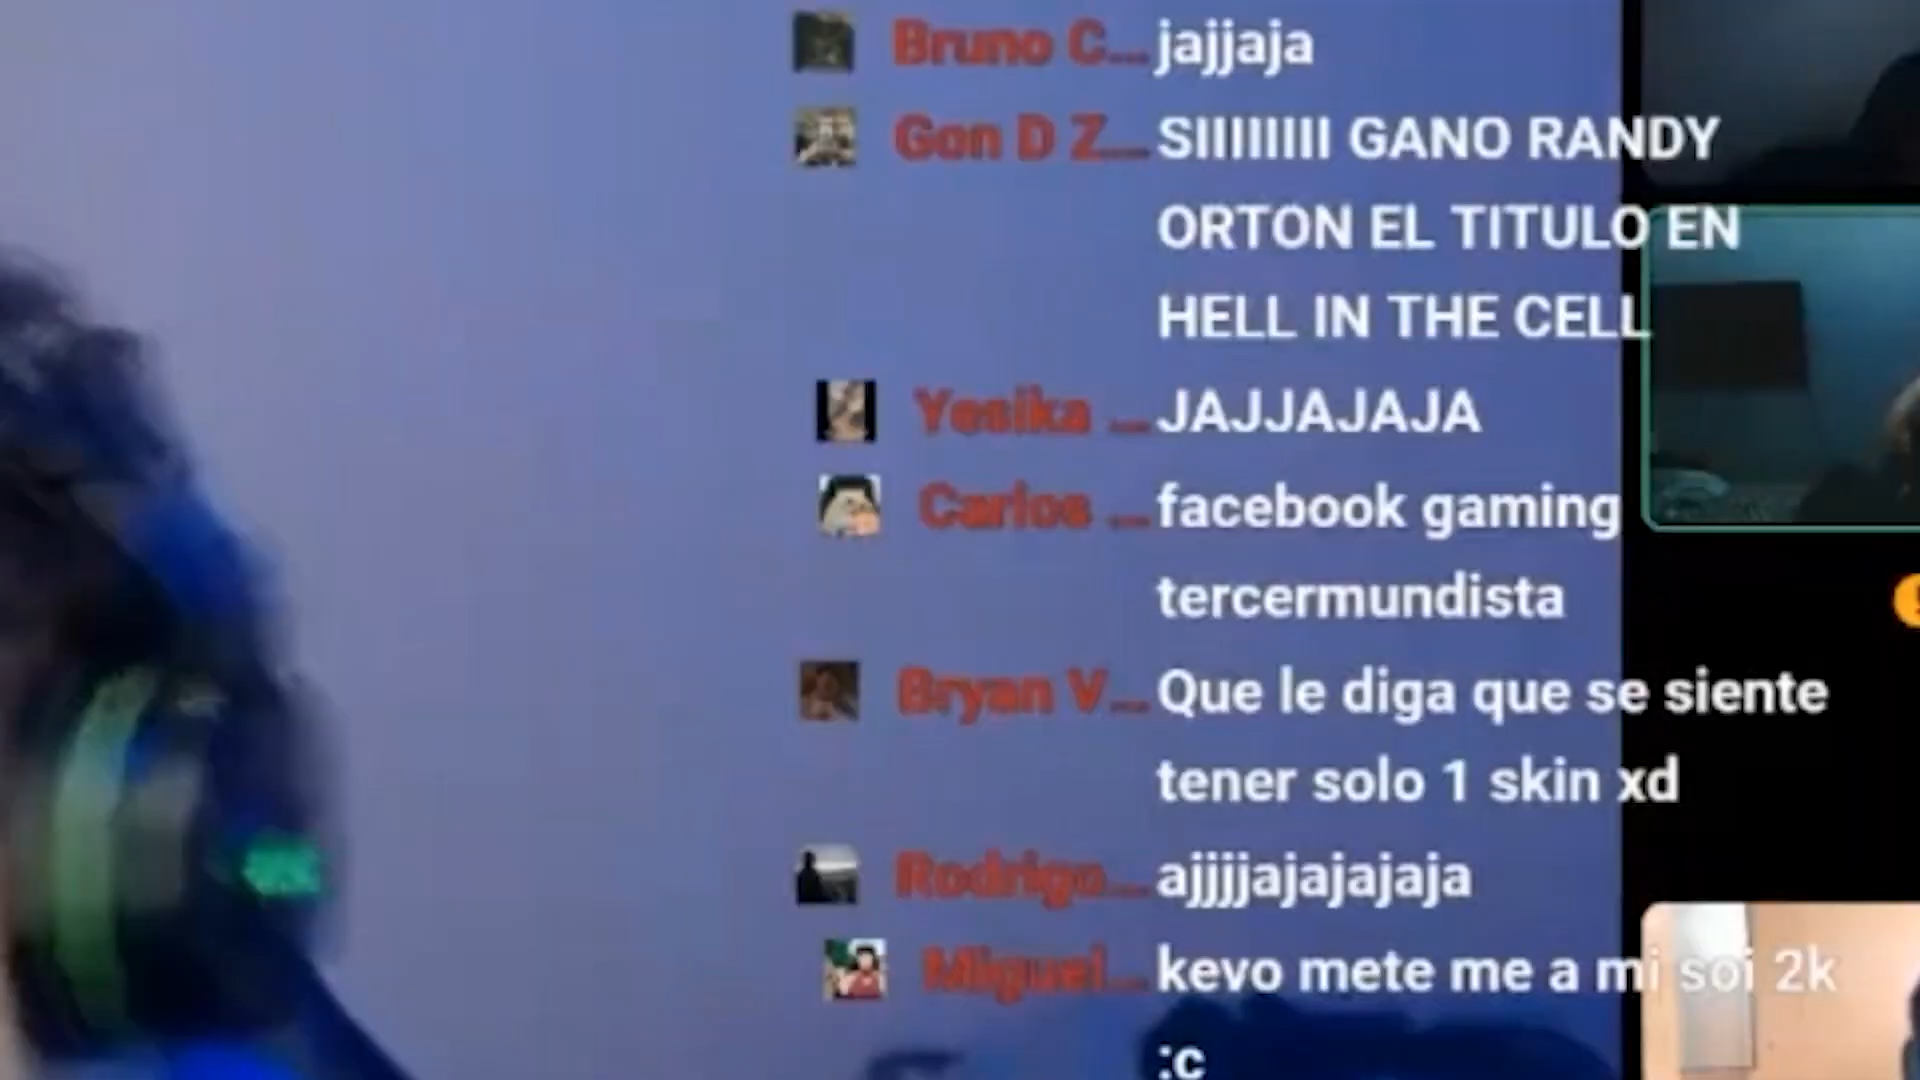 Bruno C... jajjaja
Gon D Z... SIIIIIIII GANO RANDY
ORTON EL TITULO EN
HELL IN THE CELL
Yesika ... JAJJAJAJA
Carlos ... facebook gaming
tercermundista
Bryan V... Que le diga que se siente
tener solo 1 skin xd
Rodrigo... ajjjjajajajaja
Miguel... kevo mete me a mi soi 2k
:c